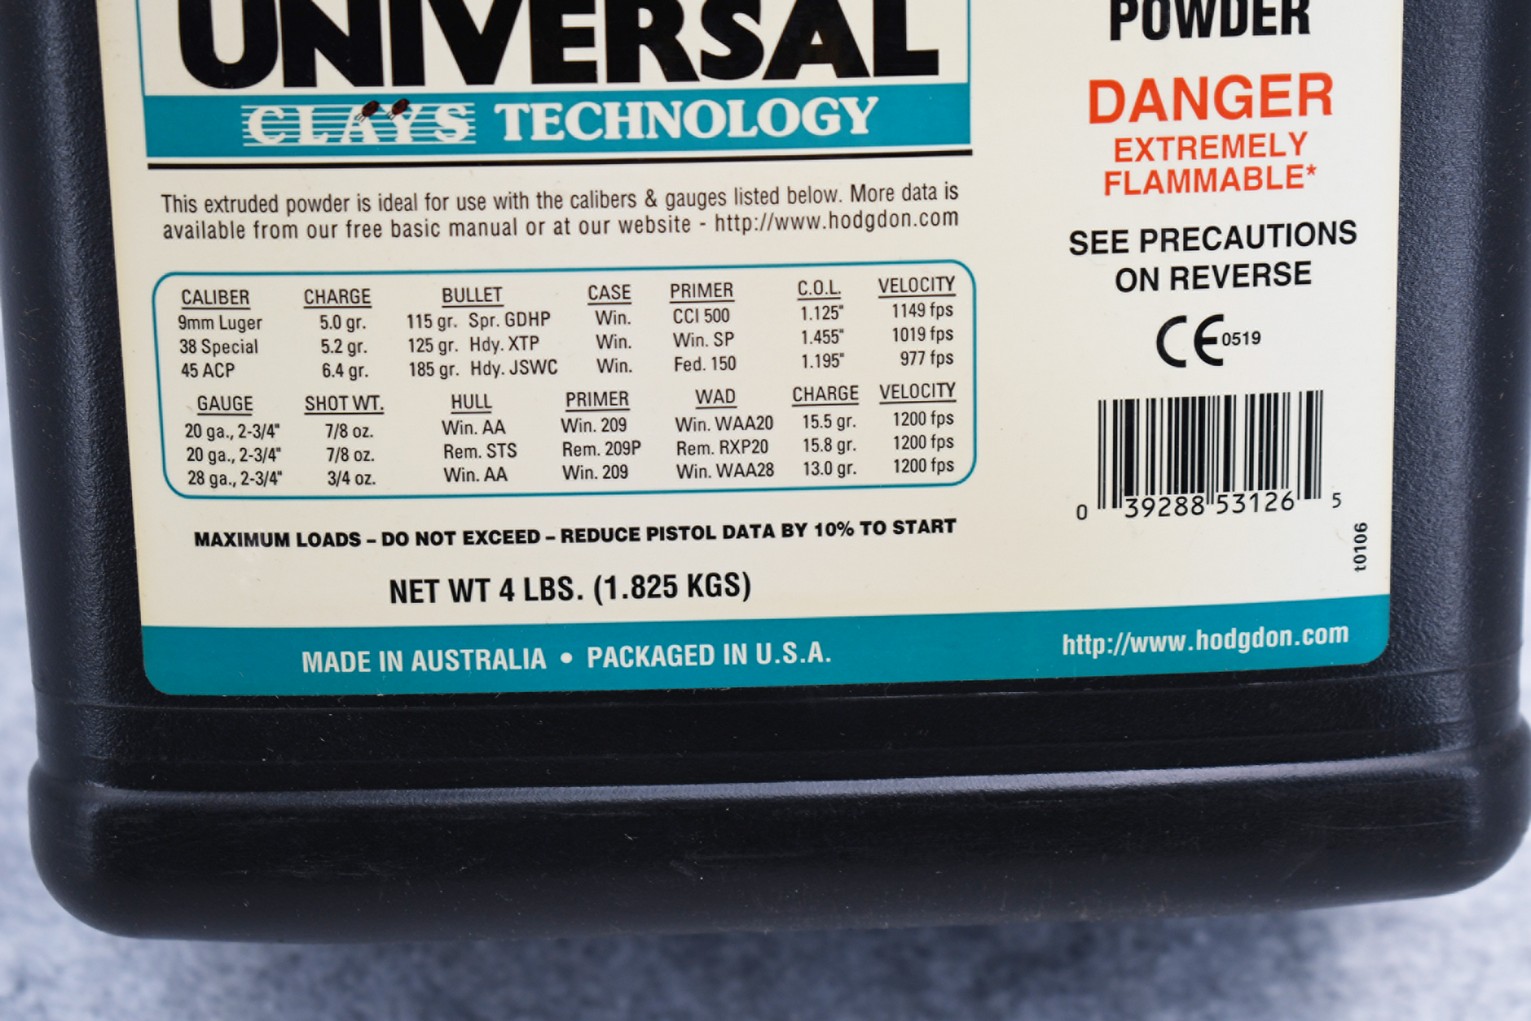 UNIVERSAL
CLAYS TECHNOLOGY
This extruded powder is ideal for use with the calibers & gauges listed below. More data is
available from our free basic manual or at our website - http://www.hodgdon.com
CALIBER CHARGE BULLET CASE PRIMER C.O.L. VELOCITY
9mm Luger 5.0 gr. 115 gr. Spr. GDHP Win. CCI 500 1.125" 1149 fps
38 Special 5.2 gr. 125 gr. Hdy. XTP Win. Win. SP 1.455" 1019 fps
45 ACP 6.4 gr. 185 gr. Hdy. JSWC Win. Fed. 150 1.195" 977 fps
GAUGE SHOT WT. HULL PRIMER WAD CHARGE VELOCITY
20 ga., 2-3/4" 7/8 oz. Win. AA Win. 209 Win. WAA20 15.5 gr. 1200 fps
20 ga., 2-3/4" 7/8 oz. Rem. STS Rem. 209P Rem. RXP20 15.8 gr. 1200 fps
28 ga., 2-3/4" 3/4 oz. Win. AA Win. 209 Win. WAA28 13.0 gr. 1200 fps
MAXIMUM LOADS – DO NOT EXCEED – REDUCE PISTOL DATA BY 10% TO START
NET WT 4 LBS. (1.825 KGS)
MADE IN AUSTRALIA • PACKAGED IN U.S.A.
POWDER
DANGER
EXTREMELY
FLAMMABLE*
SEE PRECAUTIONS
ON REVERSE
CE 0519
0 39288 53126 5
t0106
http://www.hodgdon.com